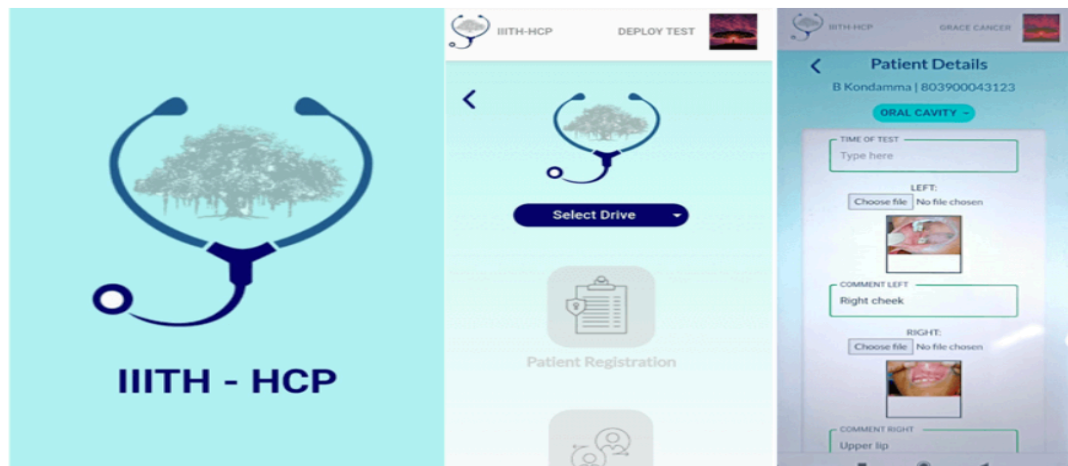 IIITH - HCP
IIITH-HCP
DEPLOY TEST
Select Drive
Patient Registration
IIITH-HCP
GRACE CANCER
Patient Details
B Kondamma | 803900043123
ORAL CAVITY
TIME OF TEST
Type here
LEFT:
Choose file No file chosen
COMMENT LEFT
Right cheek
RIGHT:
Choose file No file chosen
COMMENT RIGHT
Upper lip